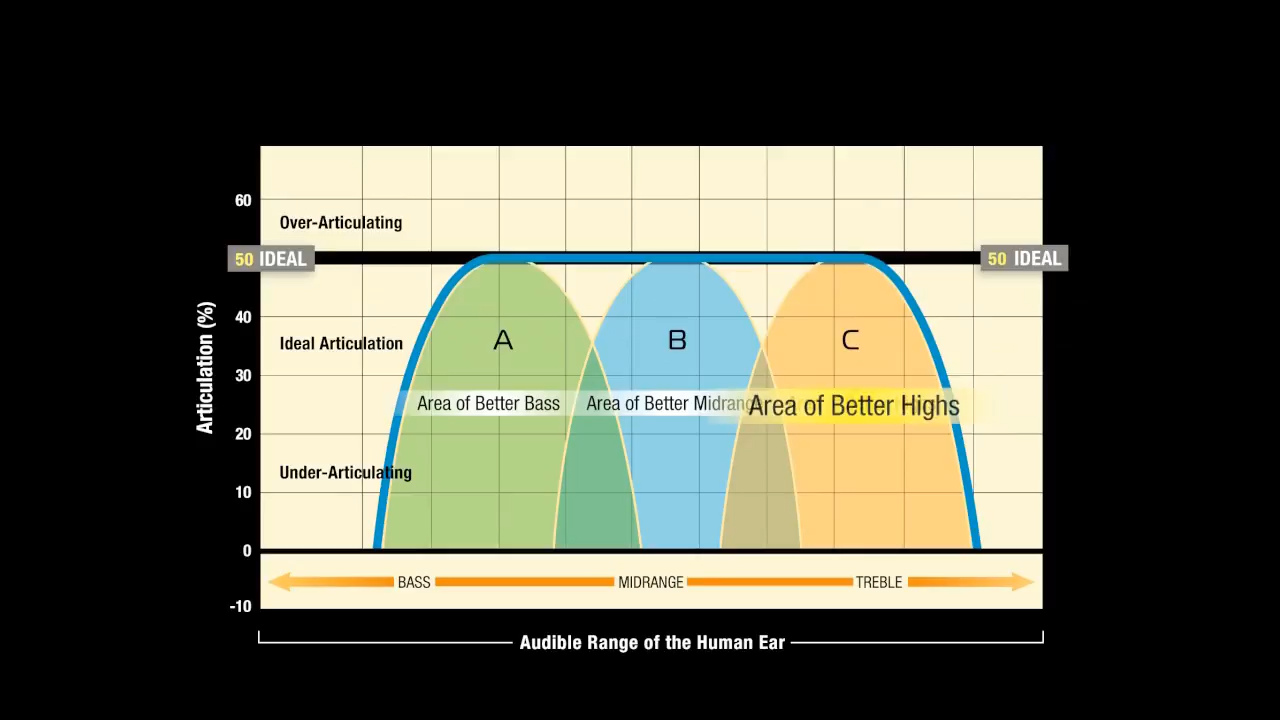 60
Over-Articulating
50 IDEAL
50 IDEAL
40
Ideal Articulation
A
B
C
30
Articulation (%)
Area of Better Bass
Area of Better Midrange
Area of Better Highs
20
Under-Articulating
10
0
BASS
MIDRANGE
TREBLE
-10
Audible Range of the Human Ear